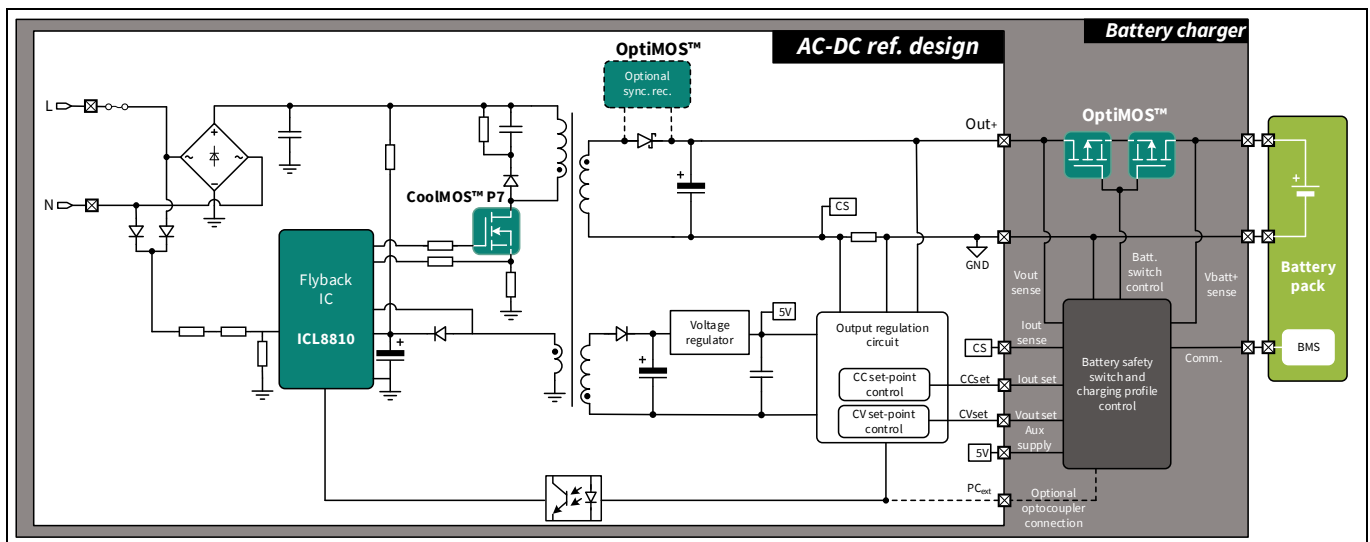 Battery charger
AC-DC ref. design
OptiMOS™
Optional
sync. rec.
L
N
+
~
~
−
CoolMOS™ P7
Flyback
IC
ICL8810
+
+
+
Out+
CS
GND
OptiMOS™
Vout
sense
Batt.
switch
control
Vbatt+
sense
+
Battery
pack
BMS
Voltage
regulator
5V
Output regulation
circuit
CC set-point
control
CV set-point
control
CS
Iout
sense
CCset
Iout set
CVset
Vout set
Aux
supply
5V
Battery safety
switch and
charging profile
control
Comm.
PCext
Optional
optocoupler
connection